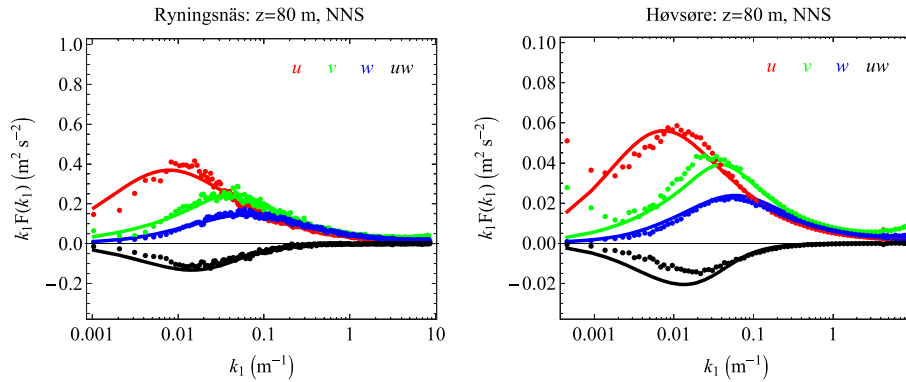 Ryningsnäs: z=80 m, NNS
1.0
0.8
0.6
0.4
0.2
0.0
−0.2
u v w uw
k₁F(k₁) (m² s⁻²)
0.001 0.01 0.1 1 10
k₁ (m⁻¹)
Høvsøre: z=80 m, NNS
0.10
0.08
0.06
0.04
0.02
0.00
−0.02
u v w uw
k₁F(k₁) (m² s⁻²)
0.001 0.01 0.1 1
k₁ (m⁻¹)